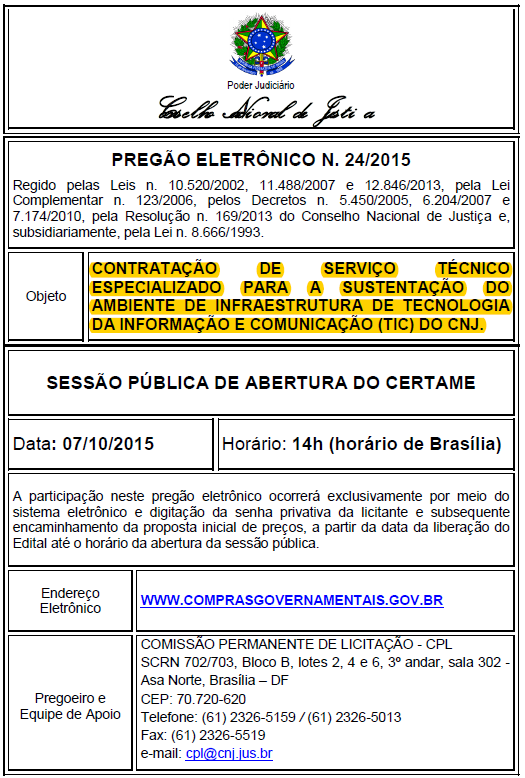 Poder Judiciário
PREGÃO ELETRÔNICO N. 24/2015
Regido pelas Leis n. 10.520/2002, 11.488/2007 e 12.846/2013, pela Lei
Complementar n. 123/2006, pelos Decretos n. 5.450/2005, 6.204/2007 e
7.174/2010, pela Resolução n. 169/2013 do Conselho Nacional de Justiça e,
subsidiariamente, pela Lei n. 8.666/1993.
Objeto
CONTRATAÇÃO DE SERVIÇO TÉCNICO
ESPECIALIZADO PARA A SUSTENTAÇÃO DO
AMBIENTE DE INFRAESTRUTURA DE TECNOLOGIA
DA INFORMAÇÃO E COMUNICAÇÃO (TIC) DO CNJ.
SESSÃO PÚBLICA DE ABERTURA DO CERTAME
Data: 07/10/2015
Horário: 14h (horário de Brasília)
A participação neste pregão eletrônico ocorrerá exclusivamente por meio do
sistema eletrônico e digitação da senha privativa da licitante e subsequente
encaminhamento da proposta inicial de preços, a partir da data da liberação do
Edital até o horário da abertura da sessão pública.
Endereço
Eletrônico
WWW.COMPRASGOVERNAMENTAIS.GOV.BR
Pregoeiro e
Equipe de Apoio
COMISSÃO PERMANENTE DE LICITAÇÃO - CPL
SCRN 702/703, Bloco B, lotes 2, 4 e 6, 3º andar, sala 302 -
Asa Norte, Brasília – DF
CEP: 70.720-620
Telefone: (61) 2326-5159 / (61) 2326-5013
Fax: (61) 2326-5519
e-mail: cpl@cnj.jus.br